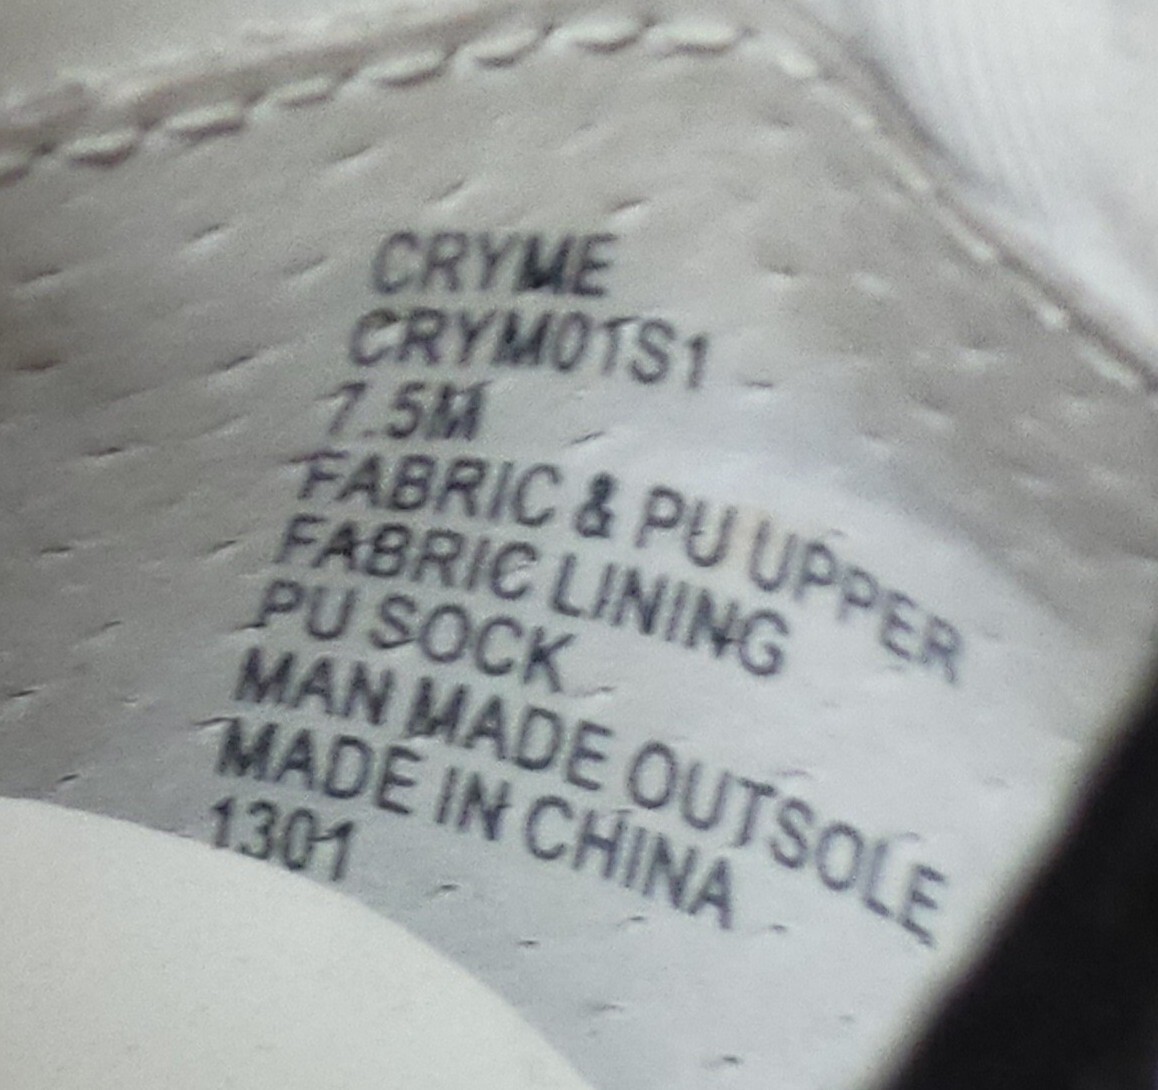 CRYME
CRYM0TS1
7.5M
FABRIC & PU UPPER
FABRIC LINING
PU SOCK
MAN MADE OUTSOLE
MADE IN CHINA
1301